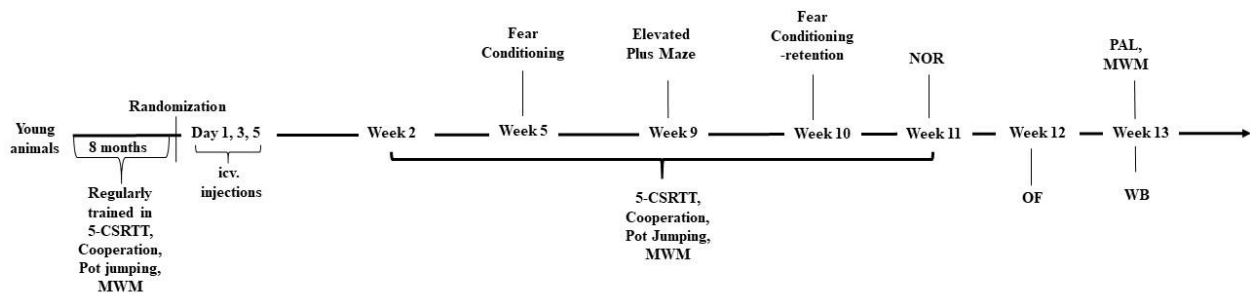 Fear
Conditioning
Elevated
Plus Maze
Fear
Conditioning
-retention
NOR
PAL,
MWM
Randomization
Young
animals
8 months
Day 1, 3, 5
Week 2
Week 5
Week 9
Week 10
Week 11
Week 12
Week 13
Regularly
trained in
5-CSRTT,
Cooperation,
Pot jumping,
MWM
icv.
injections
5-CSRTT,
Cooperation,
Pot Jumping,
MWM
OF
WB